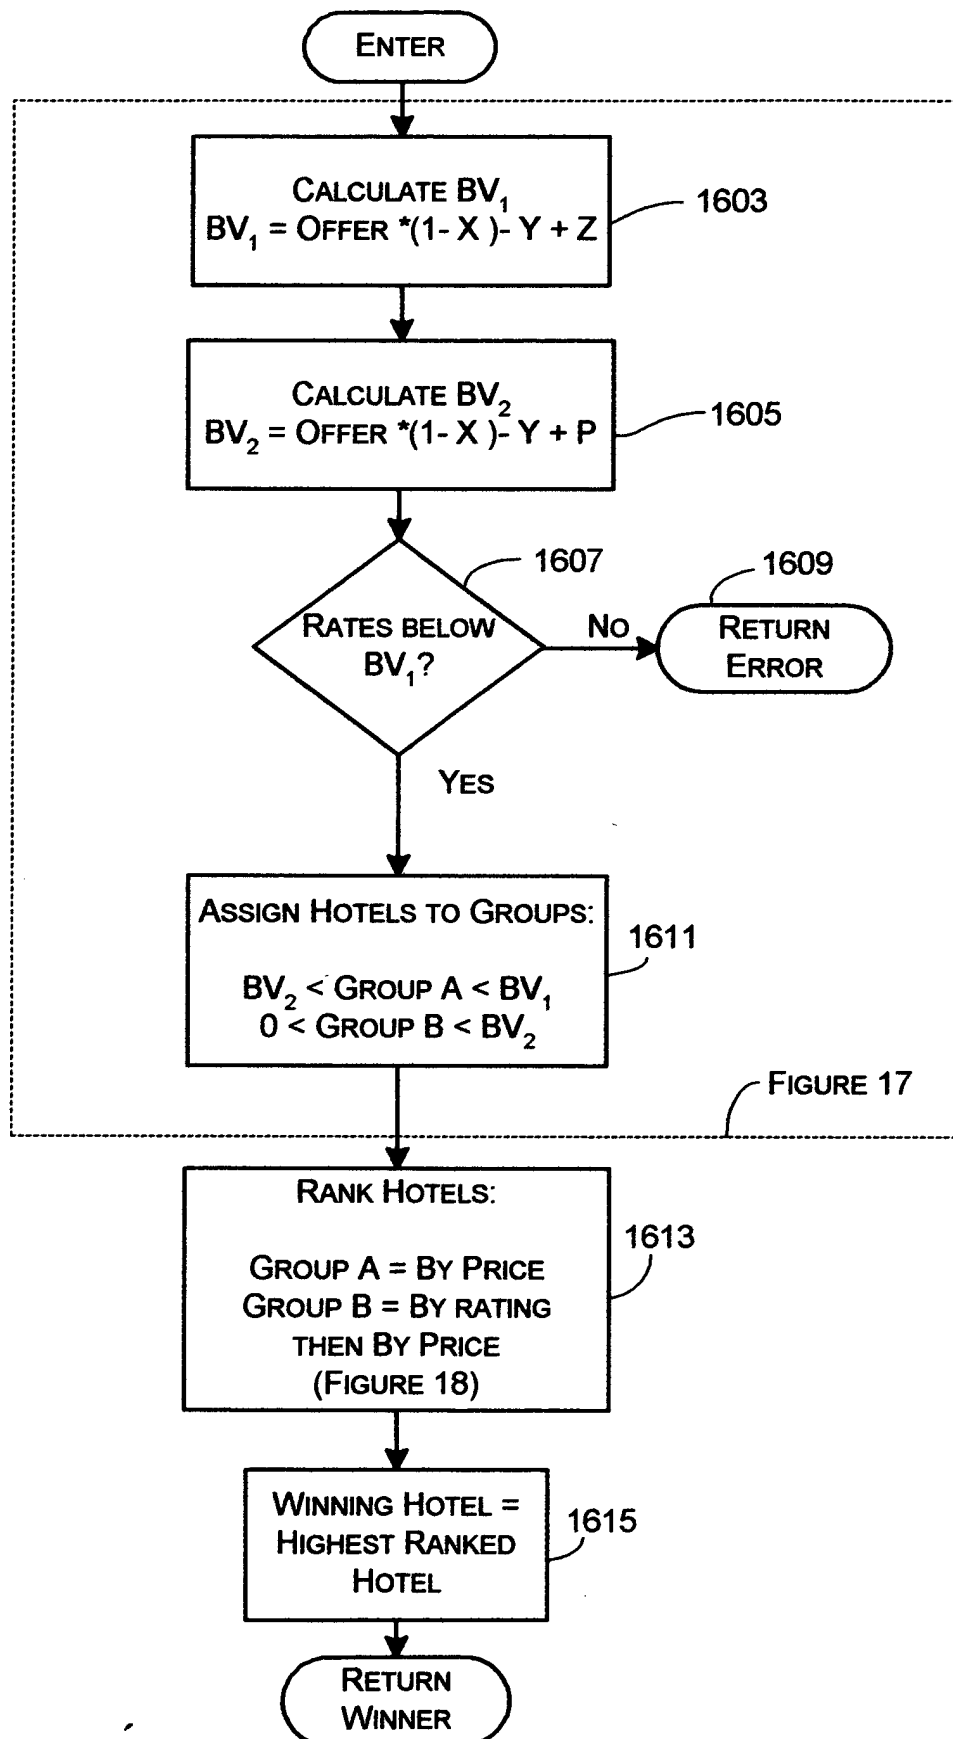 ENTER
CALCULATE BV₁
BV₁ = OFFER *(1- X )- Y + Z
1603
CALCULATE BV₂
BV₂ = OFFER *(1- X )- Y + P
1605
1607
RATES BELOW
BV₁?
NO
1609
RETURN
ERROR
YES
ASSIGN HOTELS TO GROUPS:
BV₂ < GROUP A < BV₁
0 < GROUP B < BV₂
1611
FIGURE 17
RANK HOTELS:
GROUP A = BY PRICE
GROUP B = BY RATING
THEN BY PRICE
(FIGURE 18)
1613
WINNING HOTEL =
HIGHEST RANKED
HOTEL
1615
RETURN
WINNER